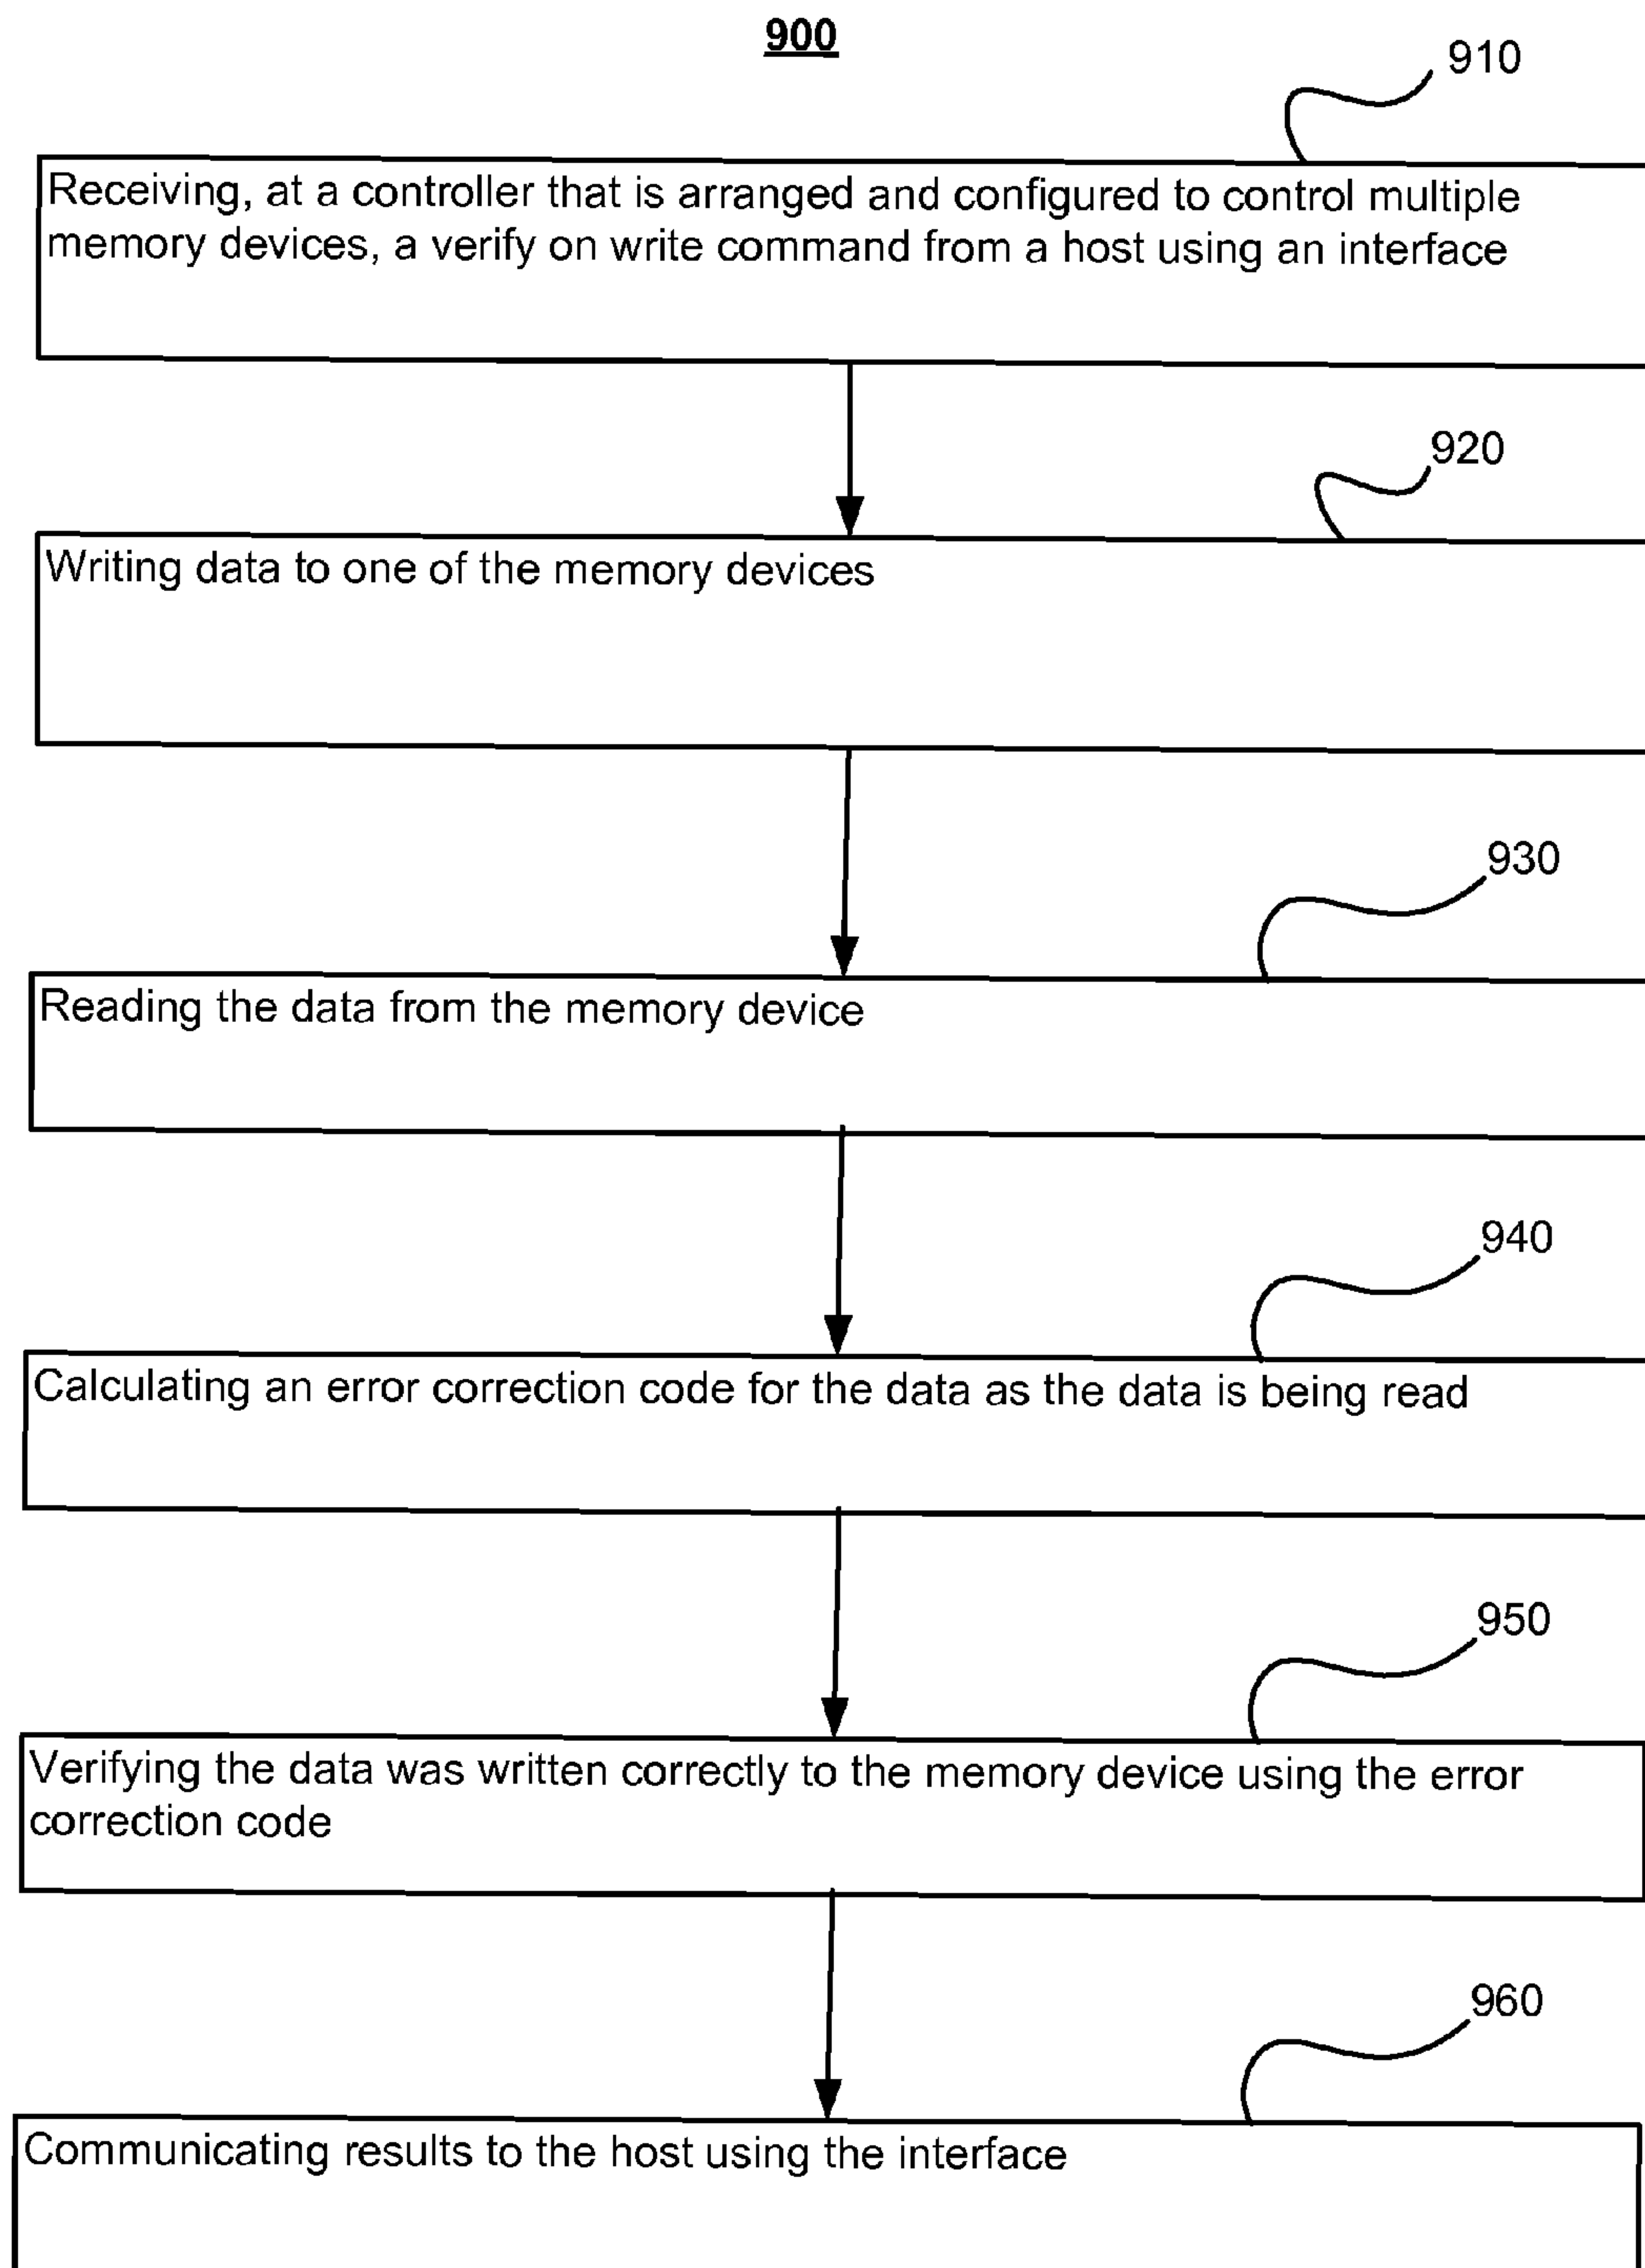 900
910
Receiving, at a controller that is arranged and configured to control multiple
memory devices, a verify on write command from a host using an interface
920
Writing data to one of the memory devices
930
Reading the data from the memory device
940
Calculating an error correction code for the data as the data is being read
950
Verifying the data was written correctly to the memory device using the error
correction code
960
Communicating results to the host using the interface